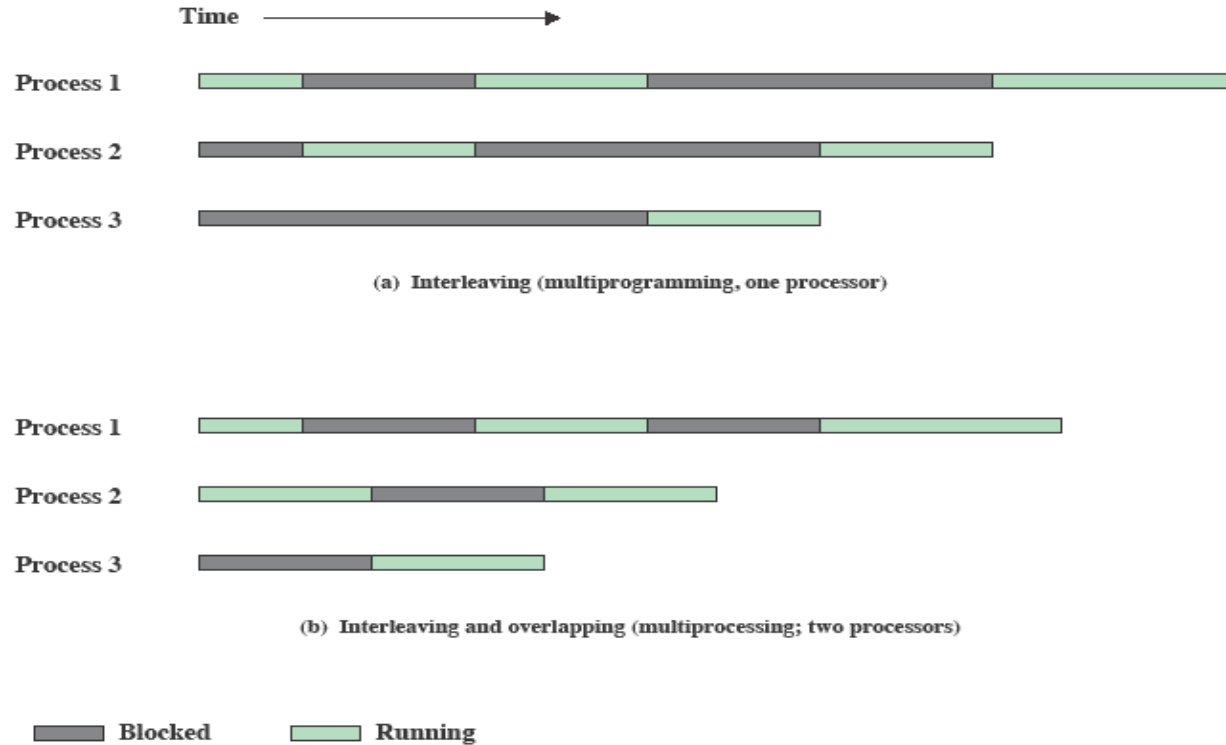 Time
Process 1
Process 2
Process 3
(a) Interleaving (multiprogramming, one processor)
Process 1
Process 2
Process 3
(b) Interleaving and overlapping (multiprocessing; two processors)
Blocked Running